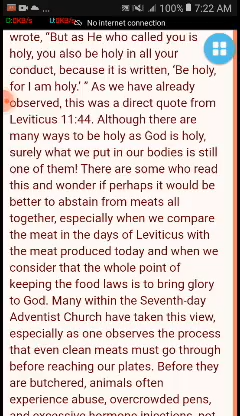 O:0KB/s U:0KB/s 100% 7:22 AM
No internet connection
wrote, “But as He who called you is
holy, you also be holy in all your
conduct, because it is written, ‘Be holy,
for I am holy.’ ” As we have already
observed, this was a direct quote from
Leviticus 11:44. Although there are
many ways to be holy as God is holy,
surely what we put in our bodies is still
one of them! There are some who read
this and wonder if perhaps it would be
better to abstain from meats all
together, especially when we compare
the meat in the days of Leviticus with
the meat produced today and when we
consider that the whole point of
keeping the food laws is to bring glory
to God. Many within the Seventh-day
Adventist Church have taken this view,
especially as one observes the process
that even clean meats must go through
before reaching our plates. Before they
are butchered, animals often
experience abuse, overcrowded pens,
and excessive hormone injections, not